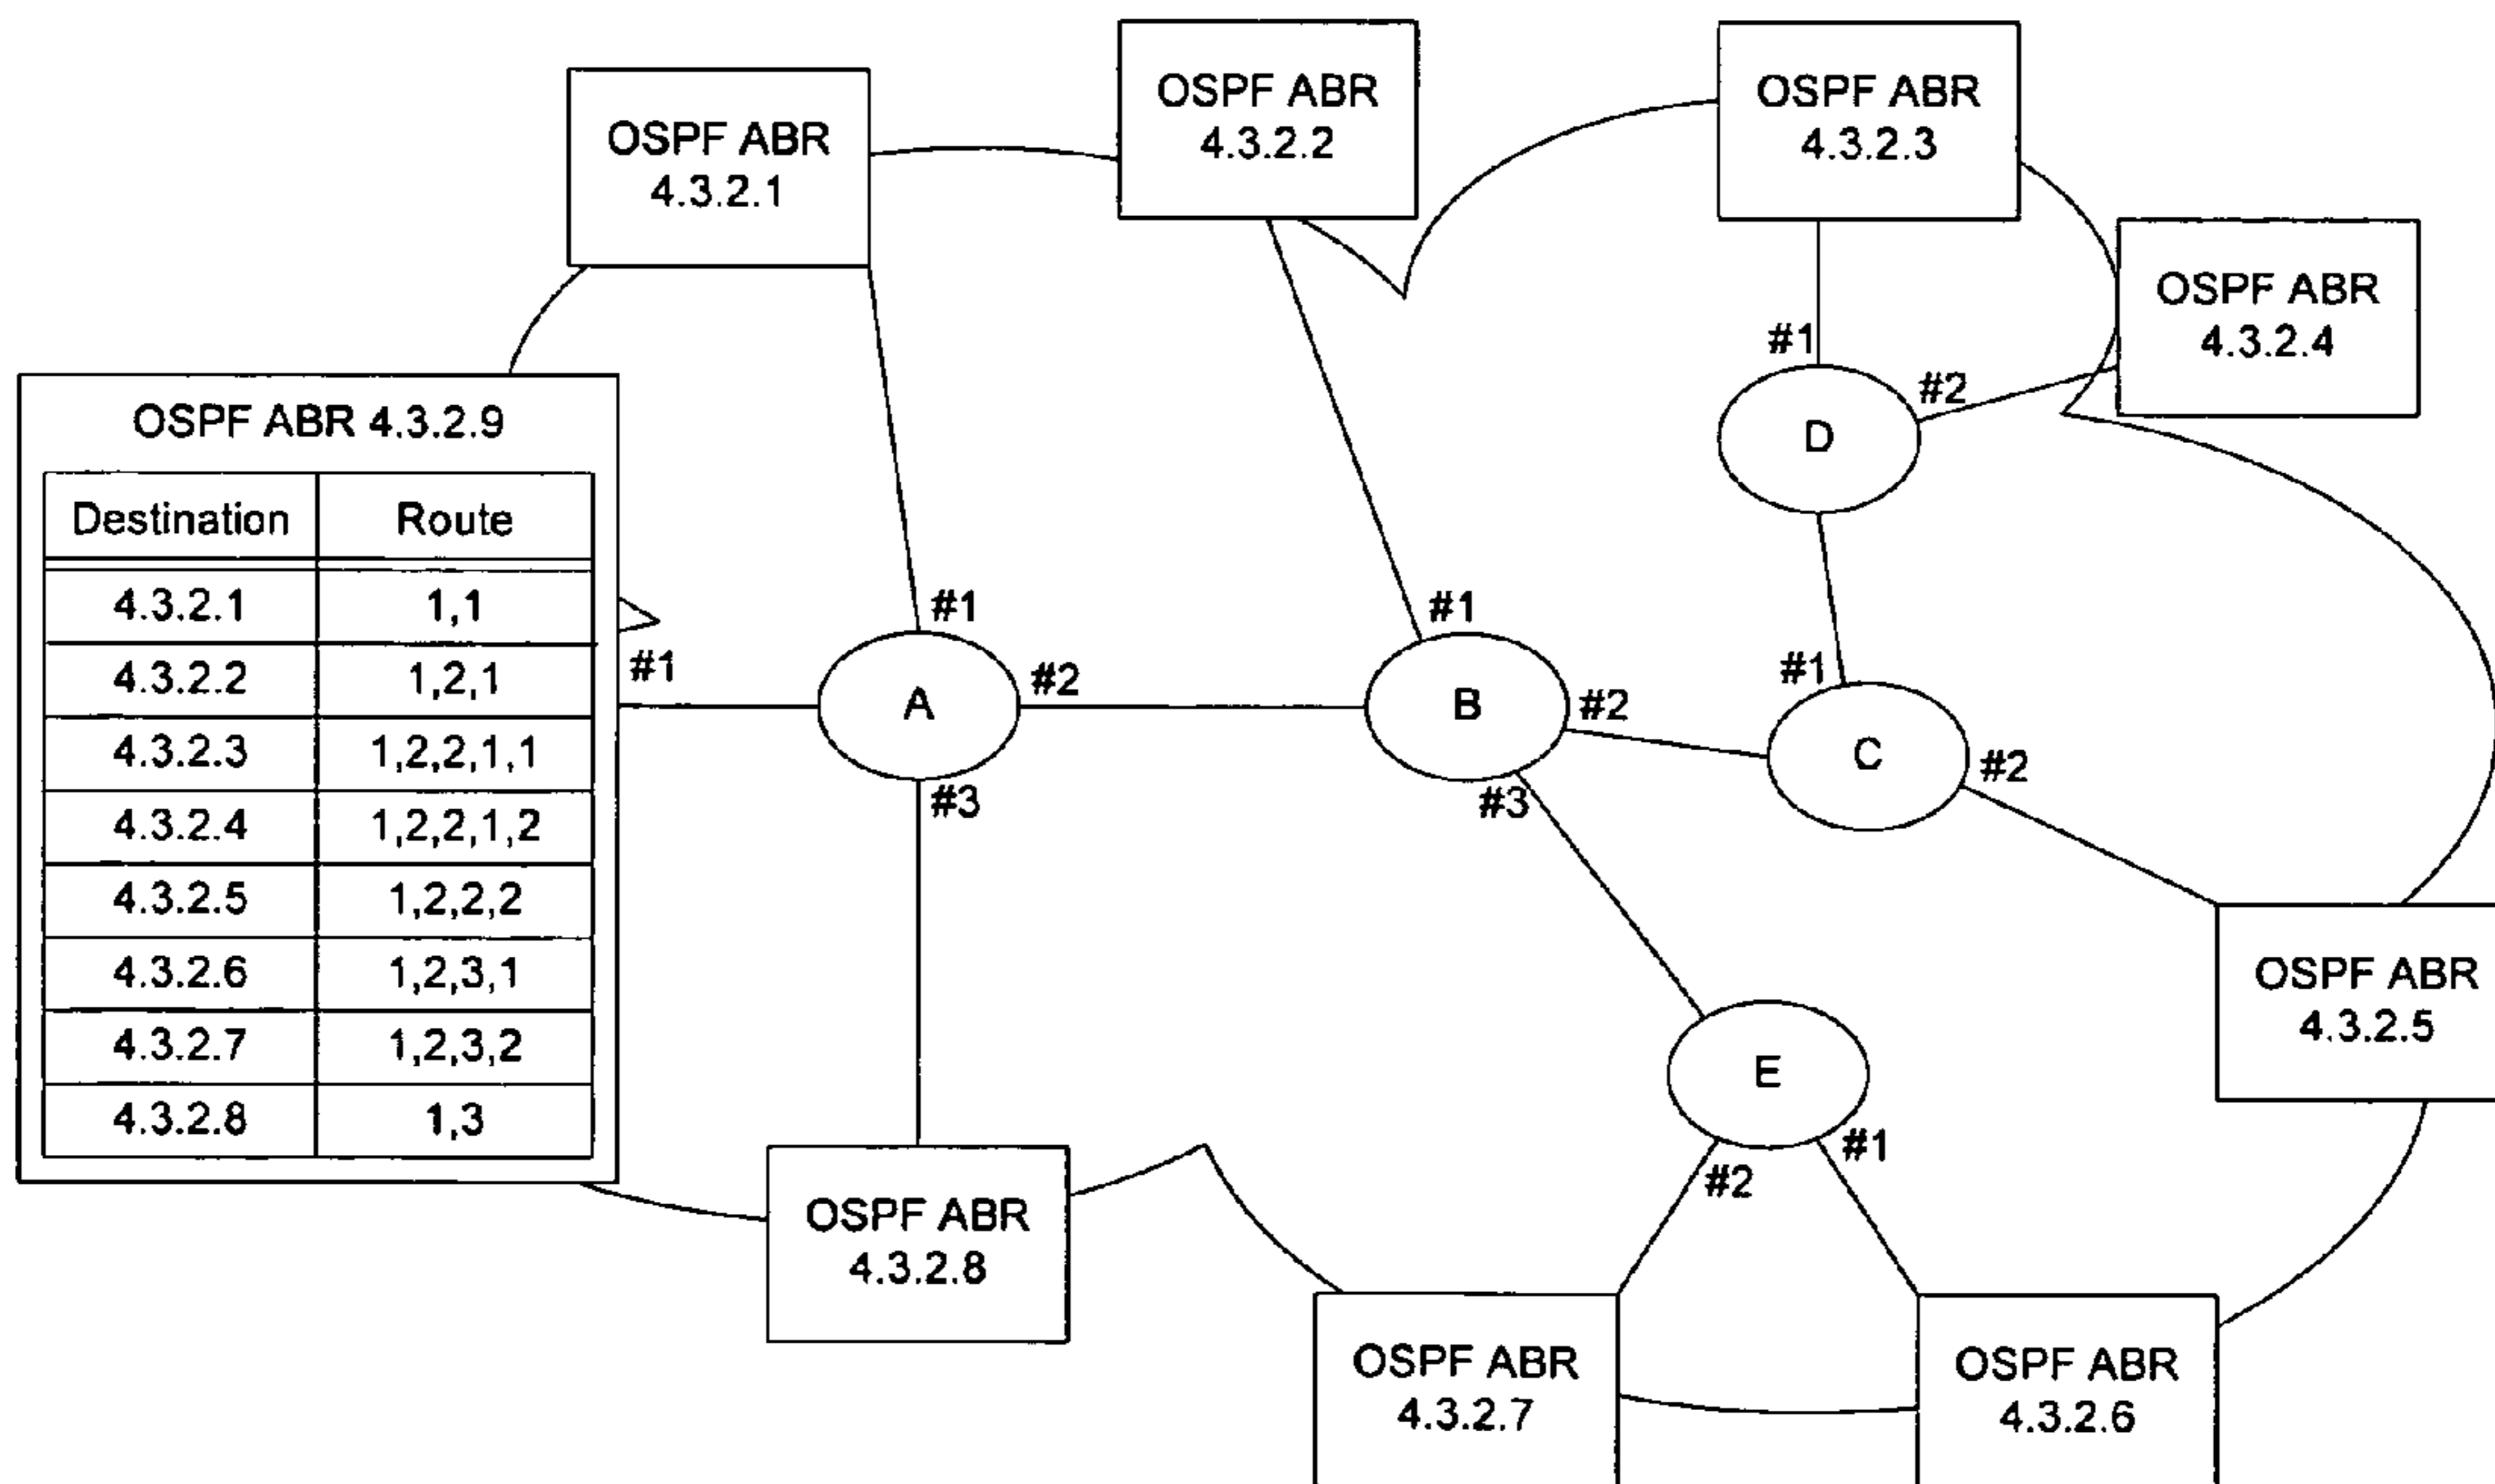 OSPF ABR
4.3.2.1
OSPF ABR
4.3.2.2
OSPF ABR
4.3.2.3
OSPF ABR
4.3.2.4
OSPF ABR 4.3.2.9
Destination Route
4.3.2.1 1,1
4.3.2.2 1,2,1
4.3.2.3 1,2,2,1,1
4.3.2.4 1,2,2,1,2
4.3.2.5 1,2,2,2
4.3.2.6 1,2,3,1
4.3.2.7 1,2,3,2
4.3.2.8 1,3
#1
#1
A
#2
#3
#1
B
#2
#3
#1
D
#2
#1
C
#2
E
#1
#2
OSPF ABR
4.3.2.5
OSPF ABR
4.3.2.8
OSPF ABR
4.3.2.7
OSPF ABR
4.3.2.6